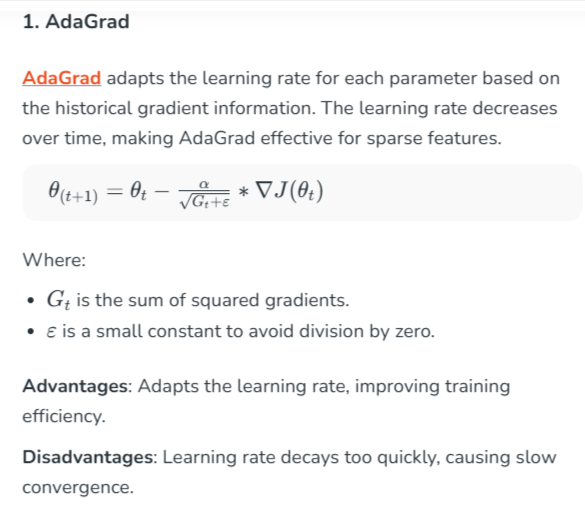 1. AdaGrad
AdaGrad adapts the learning rate for each parameter based on
the historical gradient information. The learning rate decreases
over time, making AdaGrad effective for sparse features.
θ₍ₜ₊₁₎ = θₜ − α/√Gₜ+ε * ∇J(θₜ)
Where:
• Gₜ is the sum of squared gradients.
• ε is a small constant to avoid division by zero.
Advantages: Adapts the learning rate, improving training
efficiency.
Disadvantages: Learning rate decays too quickly, causing slow
convergence.